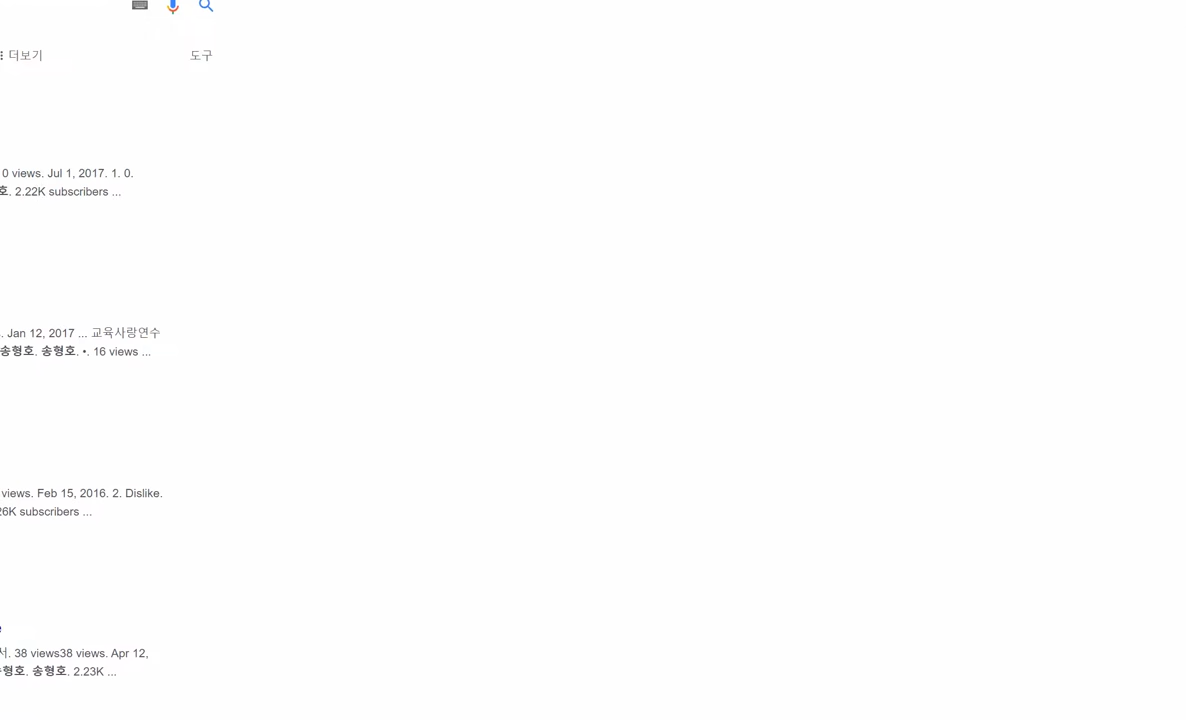 더보기
도구
0 views. Jul 1, 2017. 1. 0.
호. 2.22K subscribers ...
. Jan 12, 2017 ... 교육사랑연수
송형호. 송형호. •. 16 views ...
views. Feb 15, 2016. 2. Dislike.
26K subscribers ...
서. 38 views38 views. Apr 12,
형호. 송형호. 2.23K ...